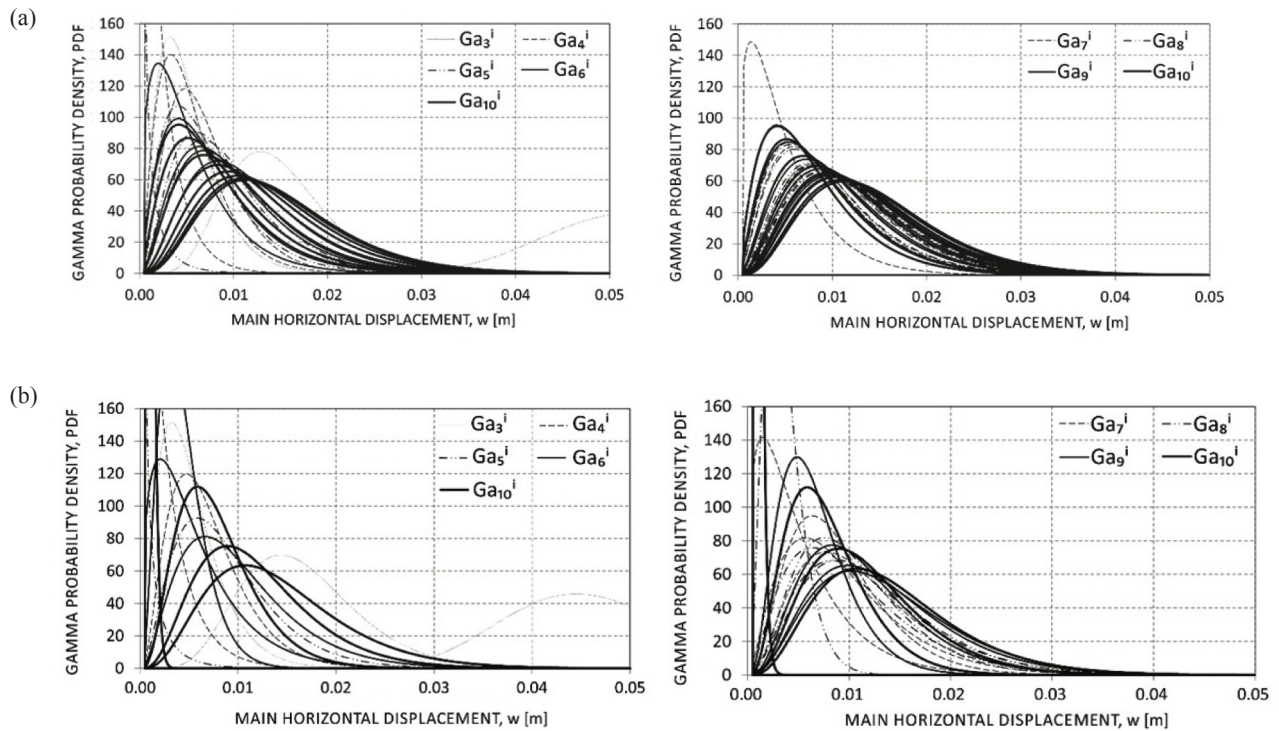 (a)
GAMMA PROBABILITY DENSITY, PDF
160
140
120
100
80
60
40
20
0
Ga₃ⁱ Ga₄ⁱ
Ga₅ⁱ Ga₆ⁱ
Ga₁₀ⁱ
0.00 0.01 0.02 0.03 0.04 0.05
MAIN HORIZONTAL DISPLACEMENT, w [m]
GAMMA PROBABILITY DENSITY, PDF
160
140
120
100
80
60
40
20
0
Ga₇ⁱ Ga₈ⁱ
Ga₉ⁱ Ga₁₀ⁱ
0.00 0.01 0.02 0.03 0.04 0.05
MAIN HORIZONTAL DISPLACEMENT, w [m]
(b)
GAMMA PROBABILITY DENSITY, PDF
160
140
120
100
80
60
40
20
0
Ga₃ⁱ Ga₄ⁱ
Ga₅ⁱ Ga₆ⁱ
Ga₁₀ⁱ
0.00 0.01 0.02 0.03 0.04 0.05
MAIN HORIZONTAL DISPLACEMENT, w [m]
GAMMA PROBABILITY DENSITY, PDF
160
140
120
100
80
60
40
20
0
Ga₇ⁱ Ga₈ⁱ
Ga₉ⁱ Ga₁₀ⁱ
0.00 0.01 0.02 0.03 0.04 0.05
MAIN HORIZONTAL DISPLACEMENT, w [m]